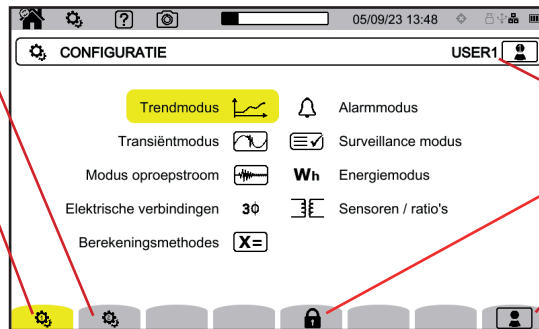 05/09/23 13:48
CONFIGURATIE USER1
Trendmodus Alarmmodus
Transiëntmodus Surveillance modus
Modus oproepstroom Wh Energiemodus
Elektrische verbindingen 3ϕ Sensoren / ratio's
Berekeningsmethodes X=